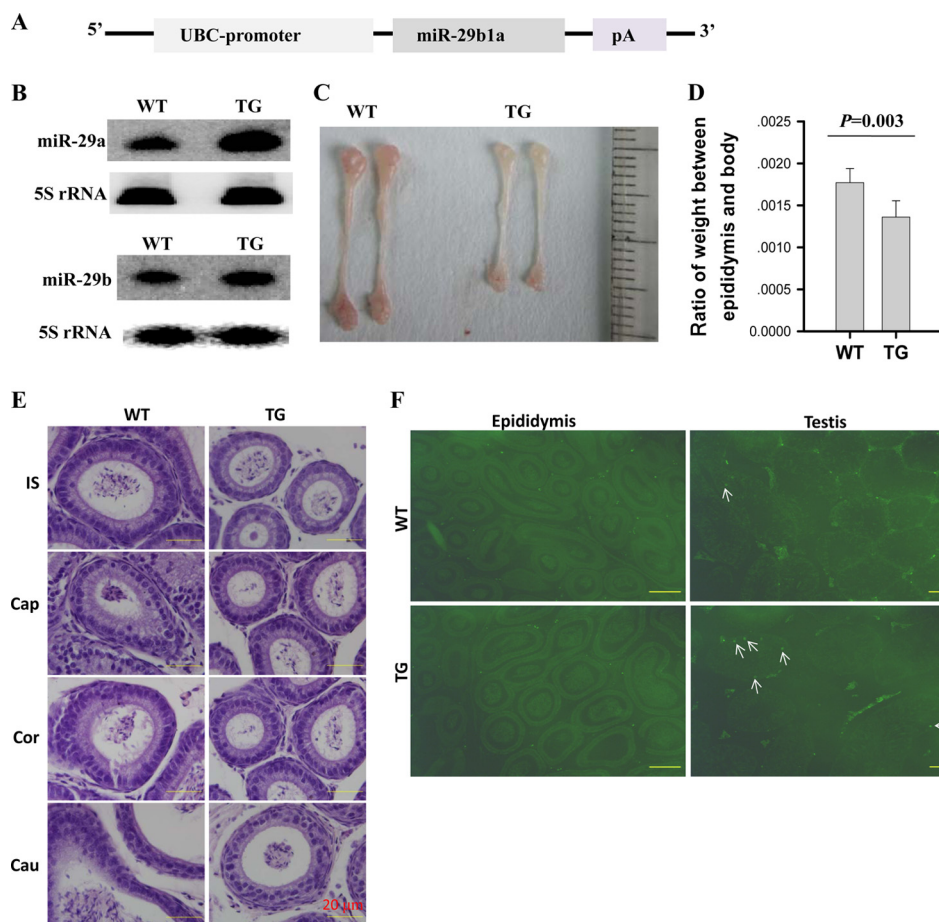 A
5’
UBC-promoter
miR-29b1a
pA
3’
B
WT
TG
miR-29a
5S rRNA
WT
TG
miR-29b
5S rRNA
C
WT
TG
D
Ratio of weight between
epididymis and body
.0025
.0020
.0015
.0010
.0005
0.0000
P=0.003
WT
TG
E
WT
TG
IS
Cap
Cor
Cau
20 μm
F
Epididymis
Testis
WT
TG